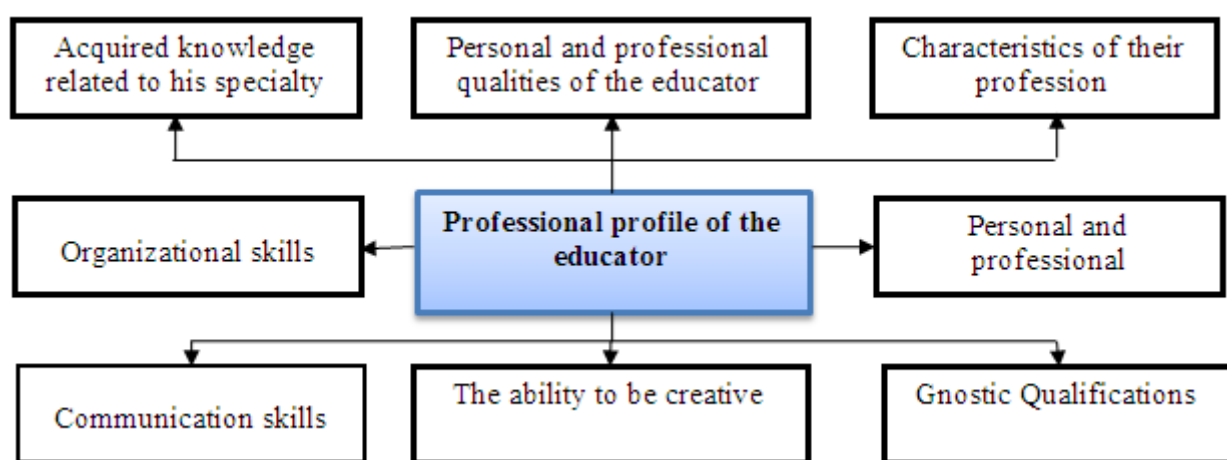 Acquired knowledge
related to his specialty
Personal and professional
qualities of the educator
Characteristics of their
profession
Organizational skills
Professional profile of the
educator
Personal and
professional
Communication skills
The ability to be creative
Gnostic Qualifications